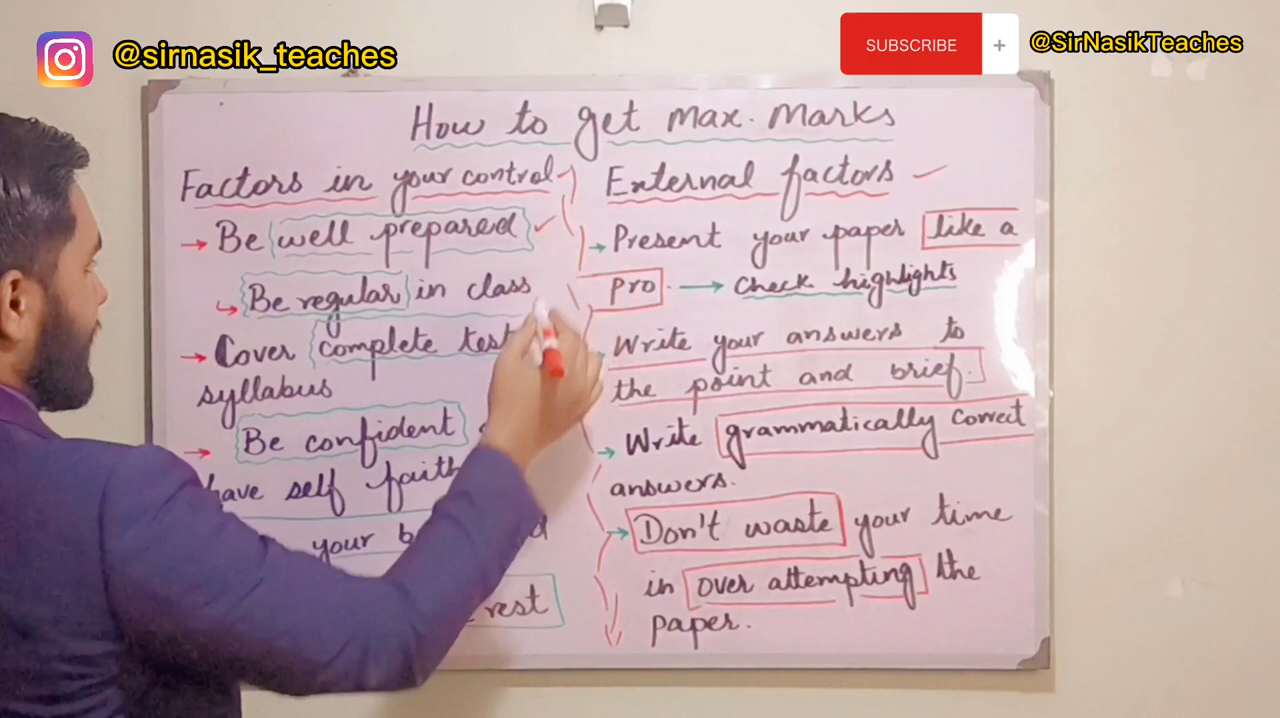 @sirnasik_teaches
SUBSCRIBE +
@SirNasikTeaches
How to get max. Marks
Factors in your control
→ Be well prepared
↳ Be regular in class
→ Cover complete test
syllabus
→ Be confident
have self faith
your
rest
External factors
→ Present your paper like a
Pro → Check highlights
Write your answers to
the point and brief.
→ Write grammatically correct
answers.
→ Don't waste your time
in over attempting the
paper.